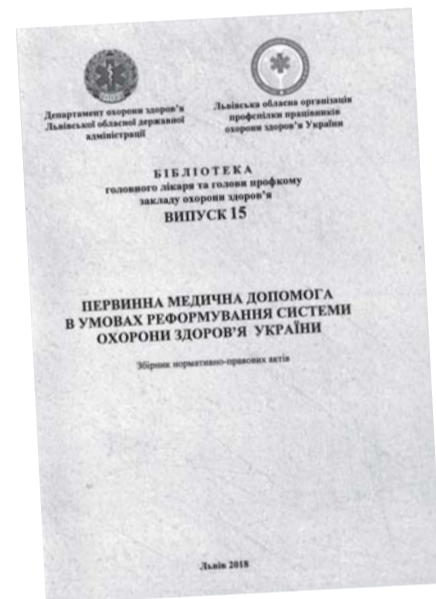 Департамент охорони здоров'я
Львівської обласної державної
адміністрації
Львівська обласна організація
профспілки працівників
охорони здоров'я України
БІБЛІОТЕКА
головного лікаря та голови профкому
закладу охорони здоров'я
ВИПУСК 15
ПЕРВИННА МЕДИЧНА ДОПОМОГА
В УМОВАХ РЕФОРМУВАННЯ СИСТЕМИ
ОХОРОНИ ЗДОРОВ'Я УКРАЇНИ
Збірник нормативно-правових актів
Львів 2018